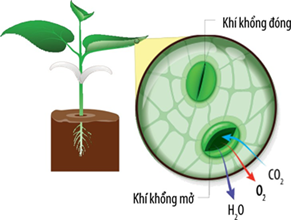 Khí khổng đóng
CO₂
O₂
Khí khổng mở
H₂O